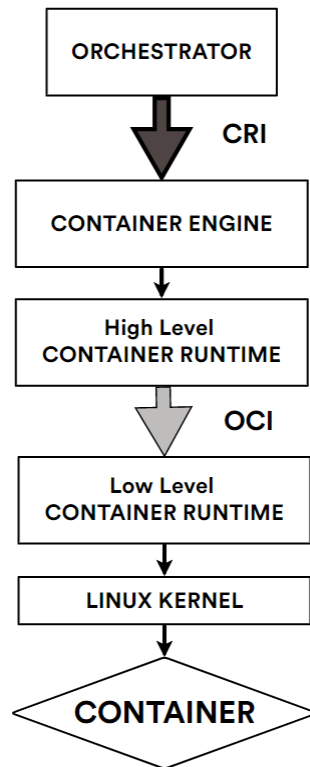 ORCHESTRATOR
CRI
CONTAINER ENGINE
High Level
CONTAINER RUNTIME
OCI
Low Level
CONTAINER RUNTIME
LINUX KERNEL
CONTAINER